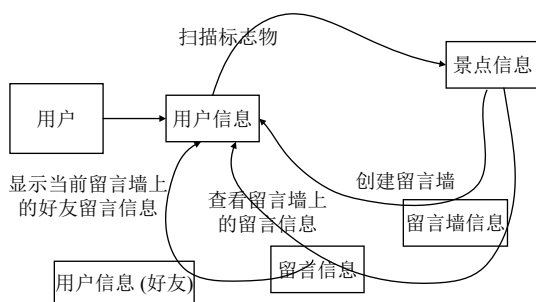 扫描标志物
景点信息
用户
用户信息
显示当前留言墙上
的好友留言信息
查看留言墙上
的留言信息
创建留言墙
留言墙信息
用户信息 (好友)
留言信息